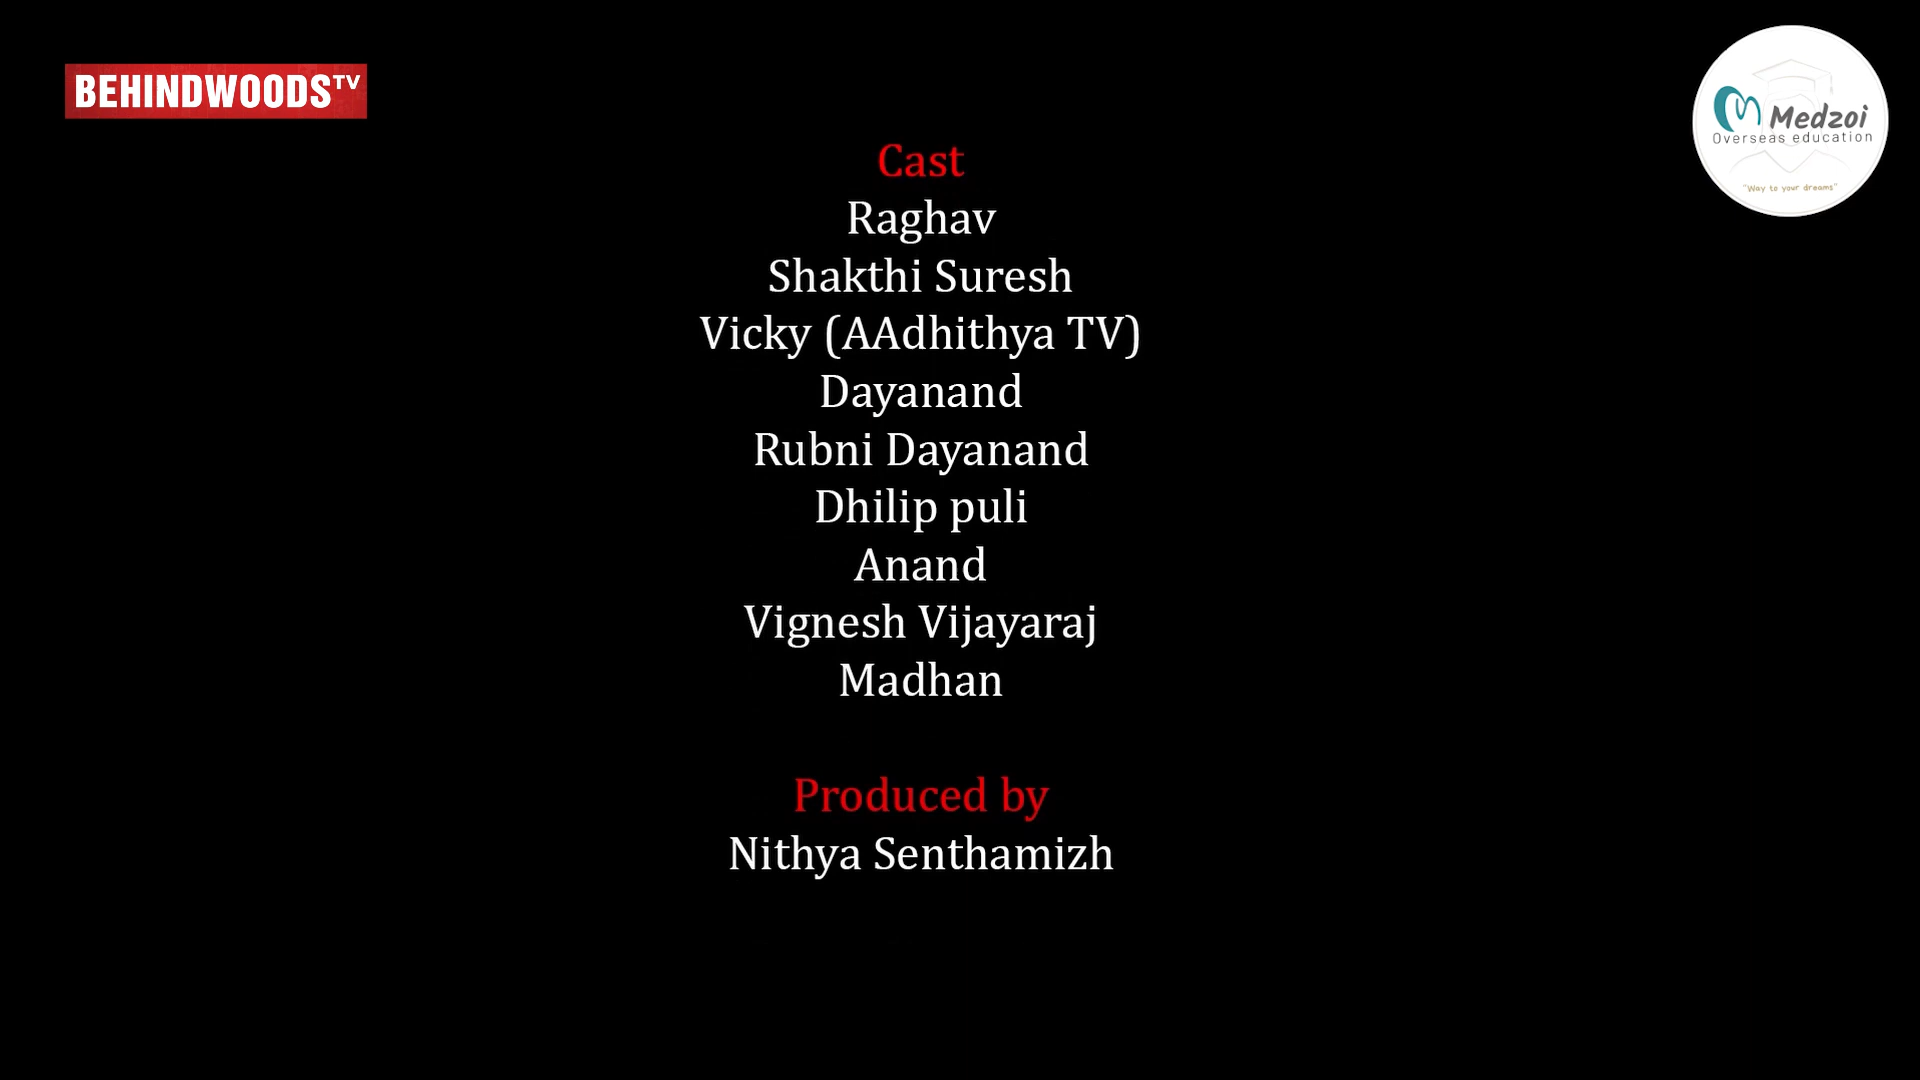 BEHINDWOODS TV
Medzoi
Overseas education
"Way to your dreams"
Cast
Raghav
Shakthi Suresh
Vicky (AAdhithya TV)
Dayanand
Rubni Dayanand
Dhilip puli
Anand
Vignesh Vijayaraj
Madhan
Produced by
Nithya Senthamizh